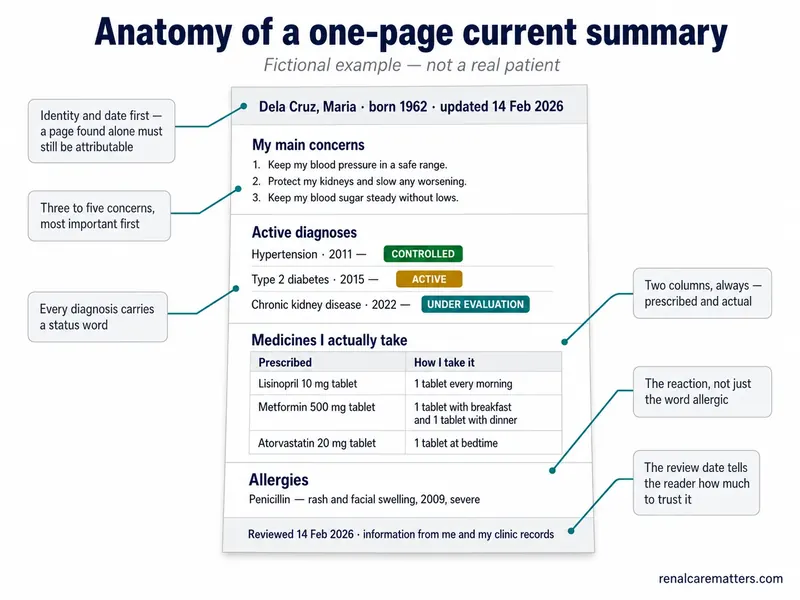 Anatomy of a one-page current summary
Fictional example — not a real patient
Identity and date first —
a page found alone must
still be attributable
Three to five concerns,
most important first
Every diagnosis carries
a status word
Dela Cruz, Maria · born 1962 · updated 14 Feb 2026
My main concerns
1. Keep my blood pressure in a safe range.
2. Protect my kidneys and slow any worsening.
3. Keep my blood sugar steady without lows.
Active diagnoses
Hypertension · 2011 — CONTROLLED
Type 2 diabetes · 2015 — ACTIVE
Chronic kidney disease · 2022 — UNDER EVALUATION
Medicines I actually take
Prescribed How I take it
Lisinopril 10 mg tablet 1 tablet every morning
Metformin 500 mg tablet 1 tablet with breakfast
and 1 tablet with dinner
Atorvastatin 20 mg tablet 1 tablet at bedtime
Allergies
Penicillin — rash and facial swelling, 2009, severe
Reviewed 14 Feb 2026 · information from me and my clinic records
Two columns, always —
prescribed and actual
The reaction, not just
the word allergic
The review date tells
the reader how much
to trust it
renalcarematters.com